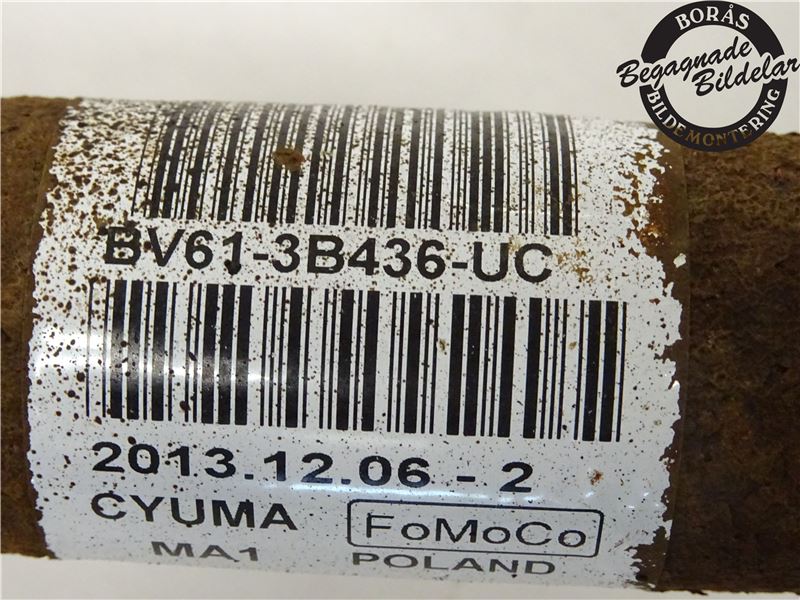 BORÅS
Begagnade
Bildelar
BILDEMONTERING
BV61-3B436-UC
2013.12.06 - 2
CYUMA
FoMoCo
MA1
POLAND